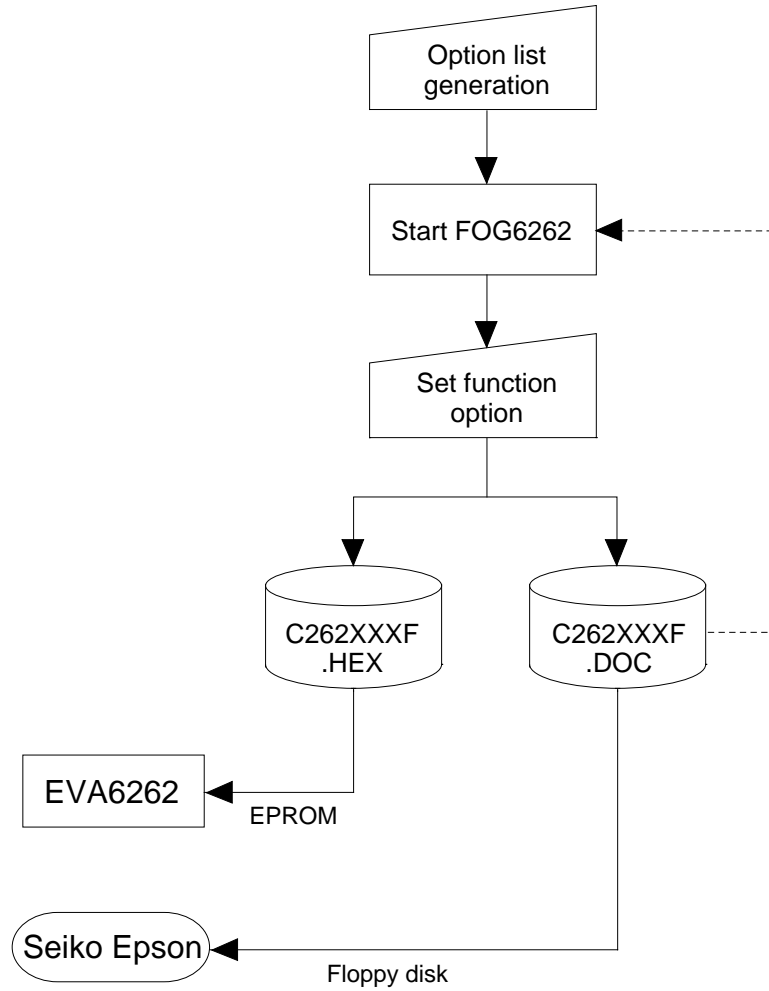 Option list
generation
Start FOG6262
Set function
option
C262XXXF
.HEX
C262XXXF
.DOC
EVA6262
EPROM
Seiko Epson
Floppy disk